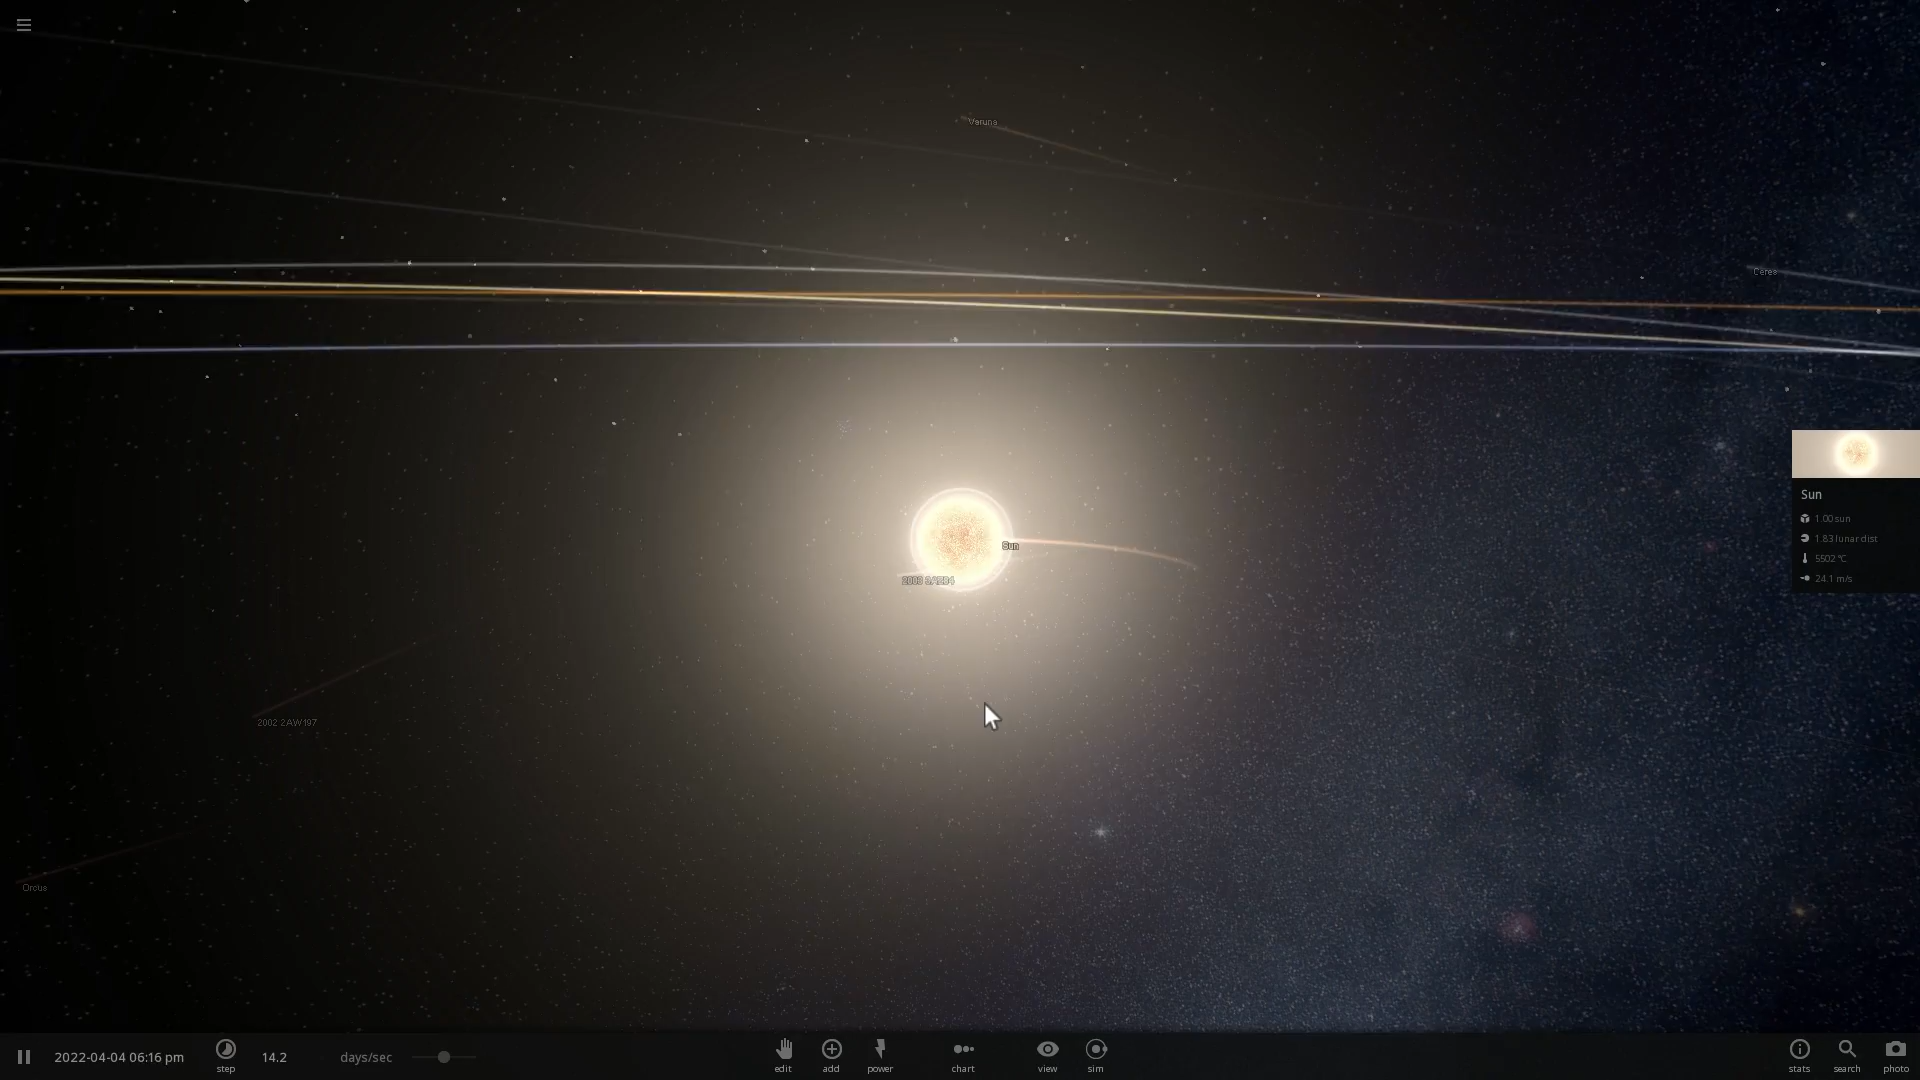 Varuna
Ceres
Sun
Sun
1.00 sun
1.83 lunar dist
5502 °C
24.1 m/s
2002 2AW197
Orcus
2022-04-04 06:16 pm
step
14.2
days/sec
edit
add
power
chart
view
sim
stats
search
photo